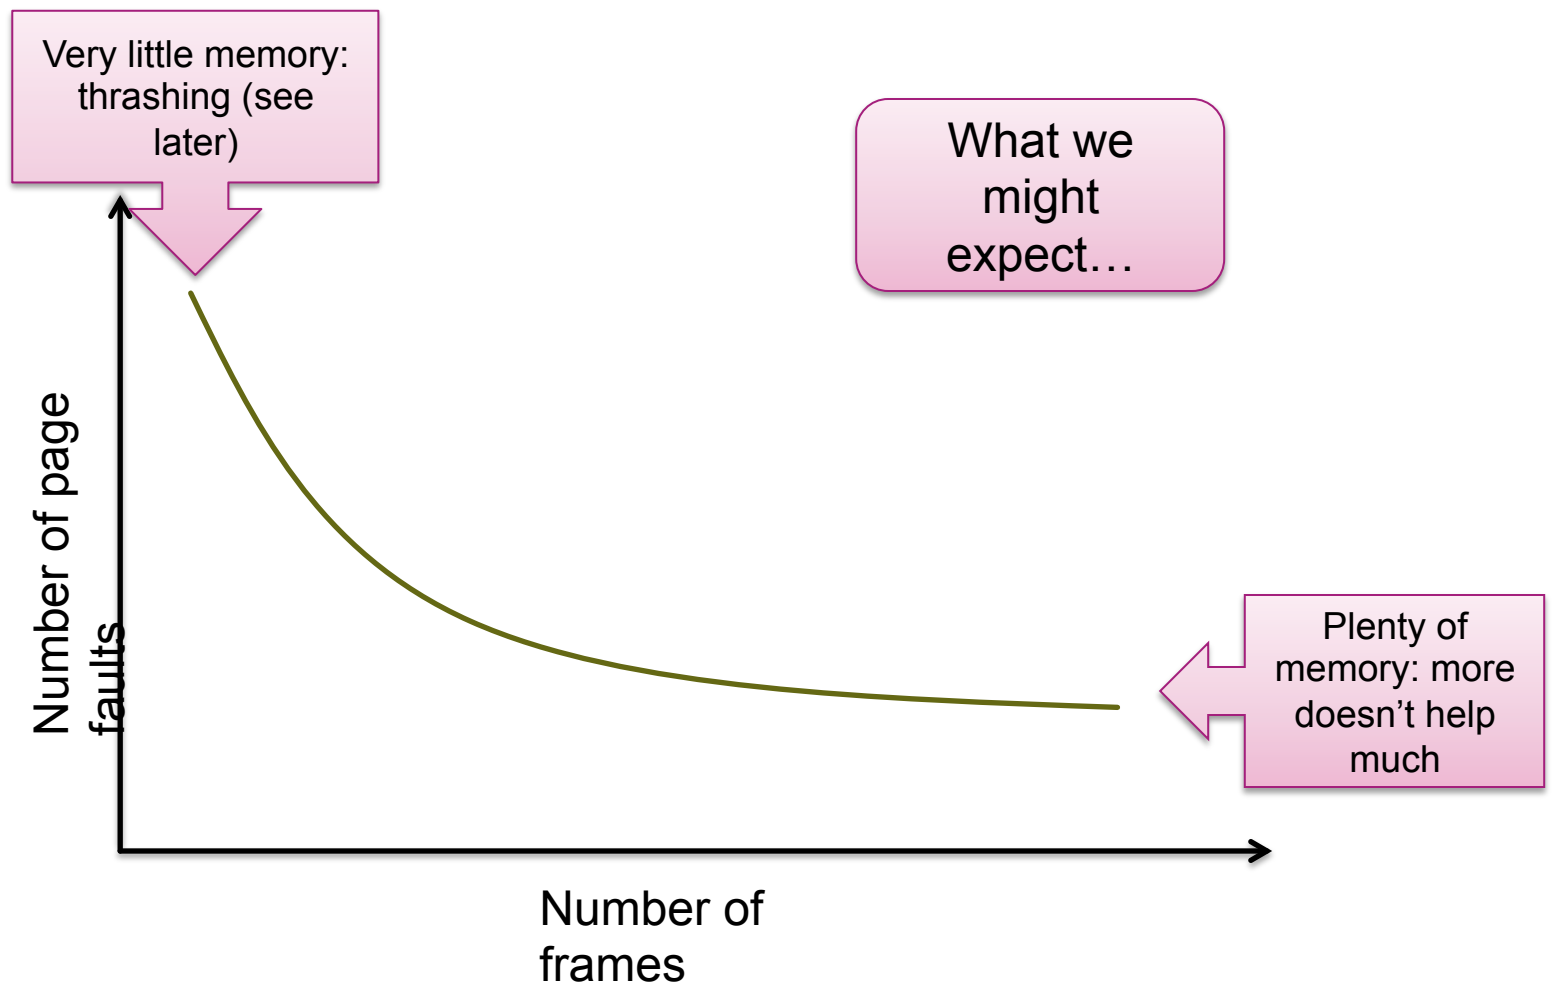 Very little memory:
thrashing (see
later)
What we
might
expect…
Number of page
faults
Plenty of
memory: more
doesn’t help
much
Number of
frames